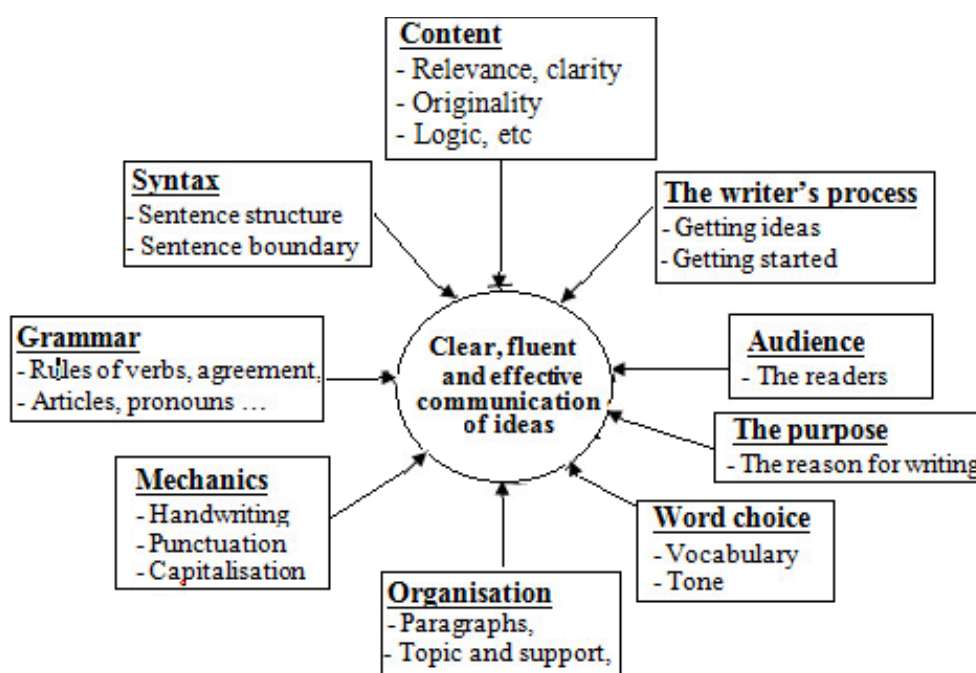 Content
- Relevance, clarity
- Originality
- Logic, etc
Syntax
- Sentence structure
- Sentence boundary
The writer's process
- Getting ideas
- Getting started
Grammar
- Rules of verbs, agreement,
- Articles, pronouns …
Clear, fluent
and effective
communication
of ideas
Audience
- The readers
The purpose
- The reason for writing
Mechanics
- Handwriting
- Punctuation
- Capitalisation
Word choice
- Vocabulary
- Tone
Organisation
- Paragraphs,
- Topic and support,